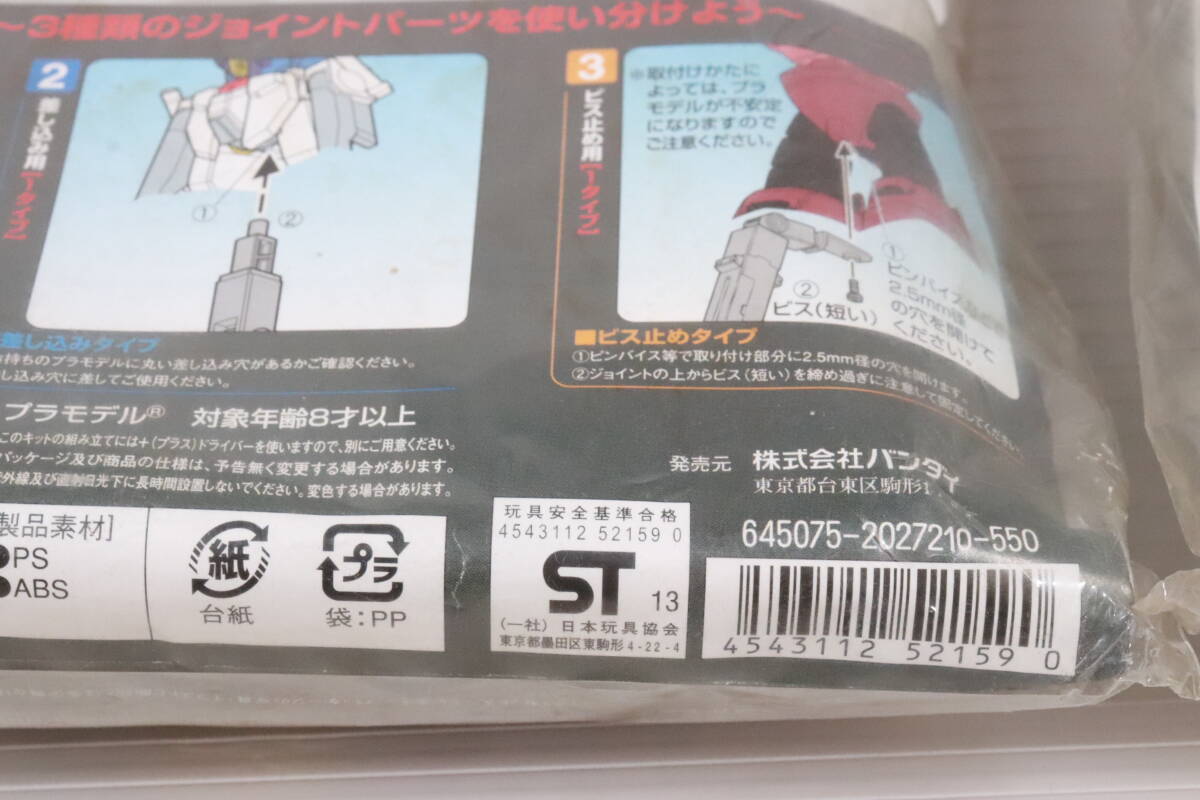 ～3種類のジョイントパーツを使い分けよう～
2
差し込み用【Iタイプ】
①
②
差し込みタイプ
持ちのプラモデルに丸い差し込み穴があるかご確認ください。
し込み穴に差してご使用ください。
3
ビス止め用【Iタイプ】
※取付けかたに
よっては、プラ
モデルが不安定
になりますので
ご注意ください。
①
ピンバイス
2.5mm径
の穴を開けて
ください。
②
ビス(短い)
■ビス止めタイプ
①ピンバイス等で取り付け部分に2.5mm径の穴を開けます。
②ジョイントの上からビス(短い)を締め過ぎに注意して固定してください。
プラモデル® 対象年齢8才以上
このキットの組み立てには+(プラス)ドライバーを使いますので、別にご用意ください。
パッケージ及び商品の仕様は、予告無く変更する場合があります。
外線及び直射日光下に長時間設置しないでください。変色する場合があります。
発売元 株式会社バンダイ
東京都台東区駒形1
製品素材]
●PS
●ABS
紙
台紙
プラ
袋:PP
玩具安全基準合格
4543112 52159 0
ST 13
(一社)日本玩具協会
東京都墨田区東駒形4-22-4
645075-2027210-550
4543112 521590